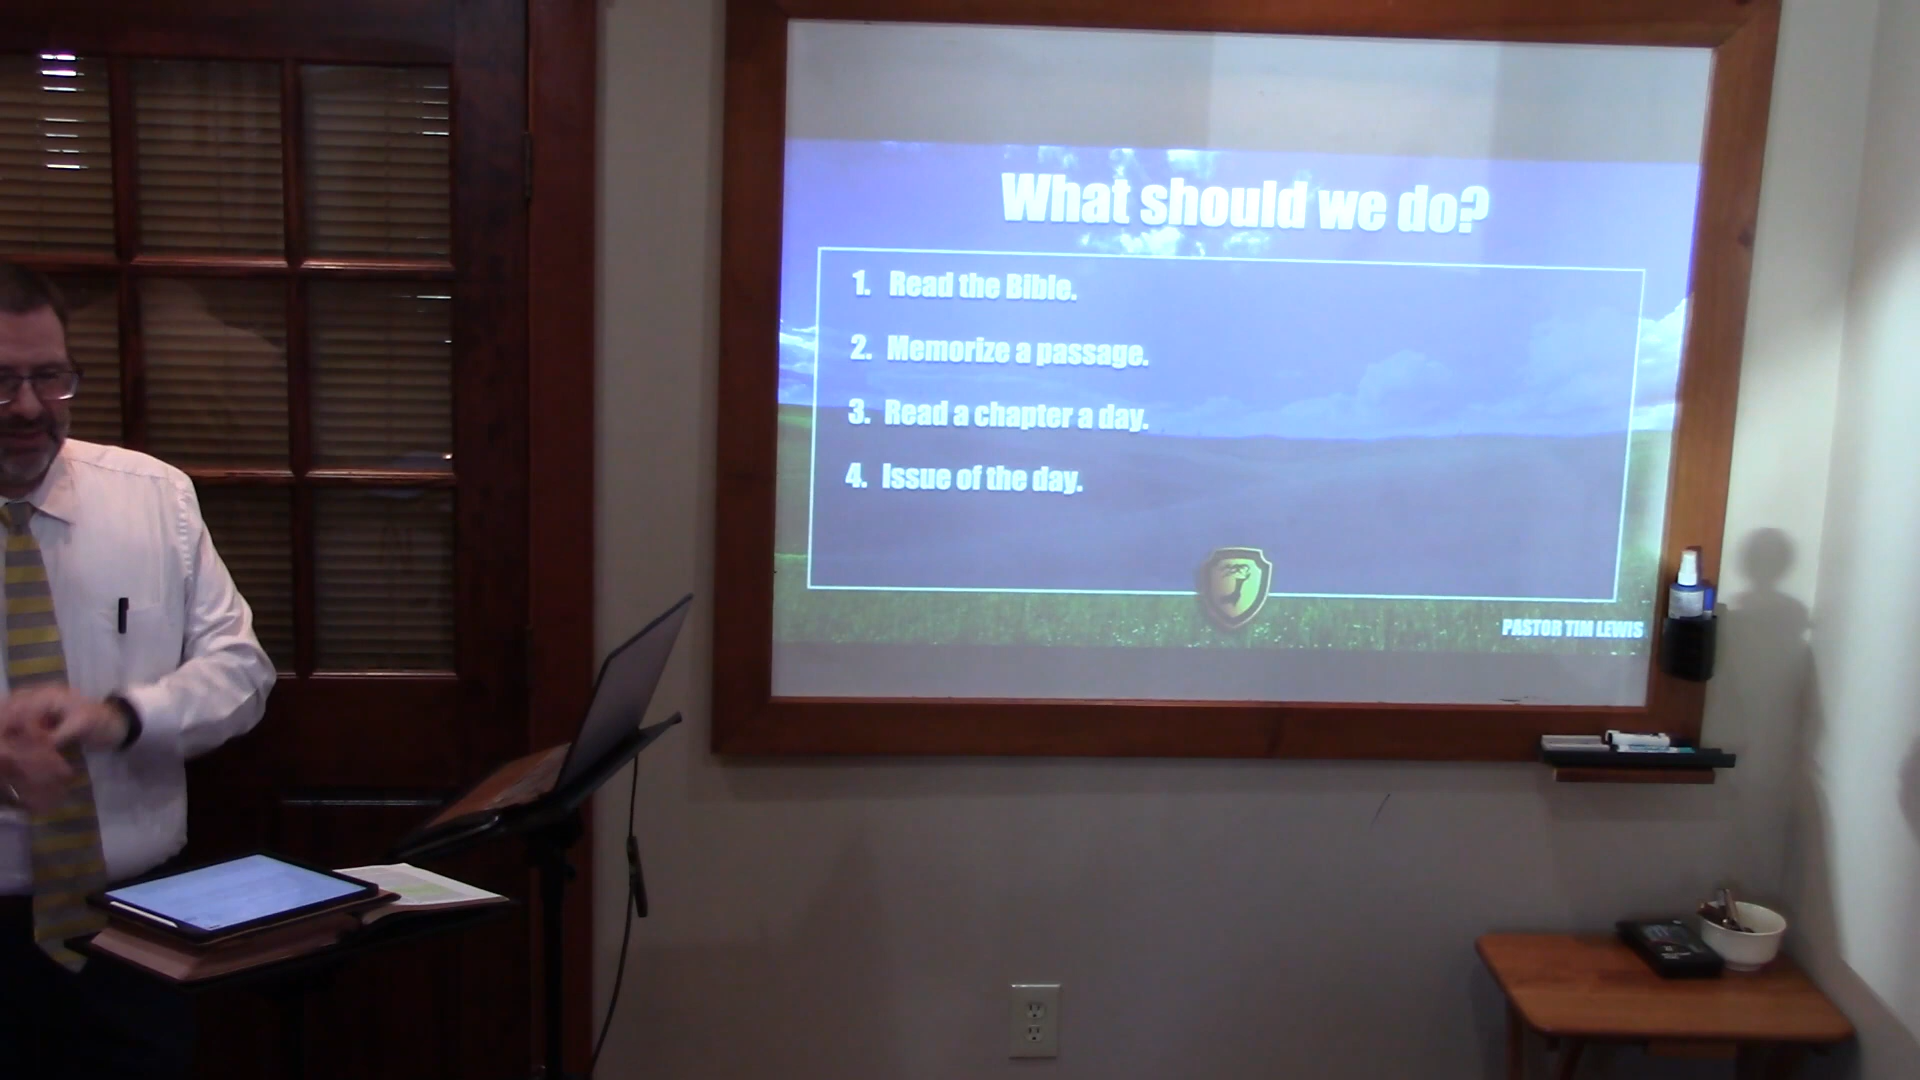 What should we do?
1. Read the Bible.
2. Memorize a passage.
3. Read a chapter a day.
4. Issue of the day.
PASTOR TIM LEWIS